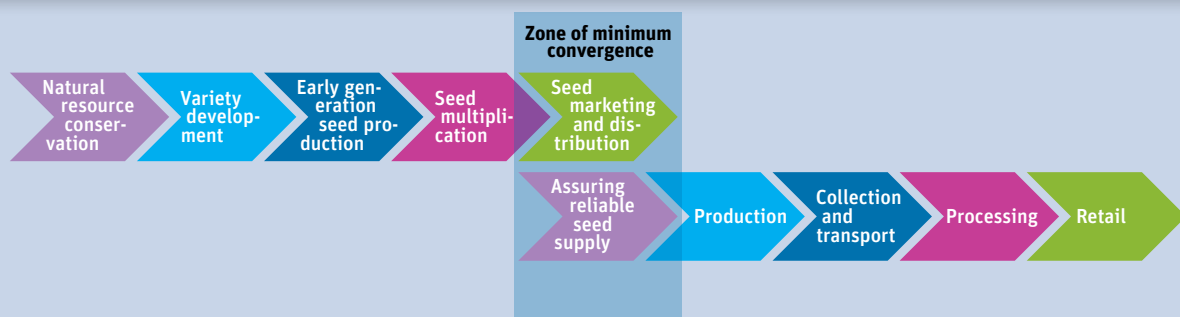 Zone of minimum
convergence
Natural
resource
conser-
vation
Variety
develop-
ment
Early gen-
eration
seed pro-
duction
Seed
multipli-
cation
Seed
marketing
and dis-
tribution
Assuring
reliable
seed
supply
Production
Collection
and
transport
Processing
Retail